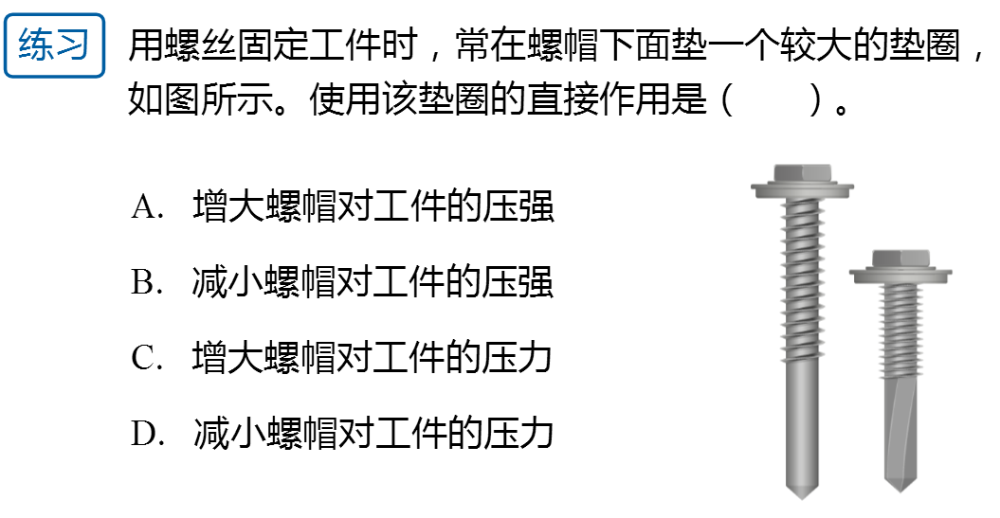 练习
用螺丝固定工件时，常在螺帽下面垫一个较大的垫圈，
如图所示。使用该垫圈的直接作用是（　　）。
A. 增大螺帽对工件的压强
B. 减小螺帽对工件的压强
C. 增大螺帽对工件的压力
D. 减小螺帽对工件的压力